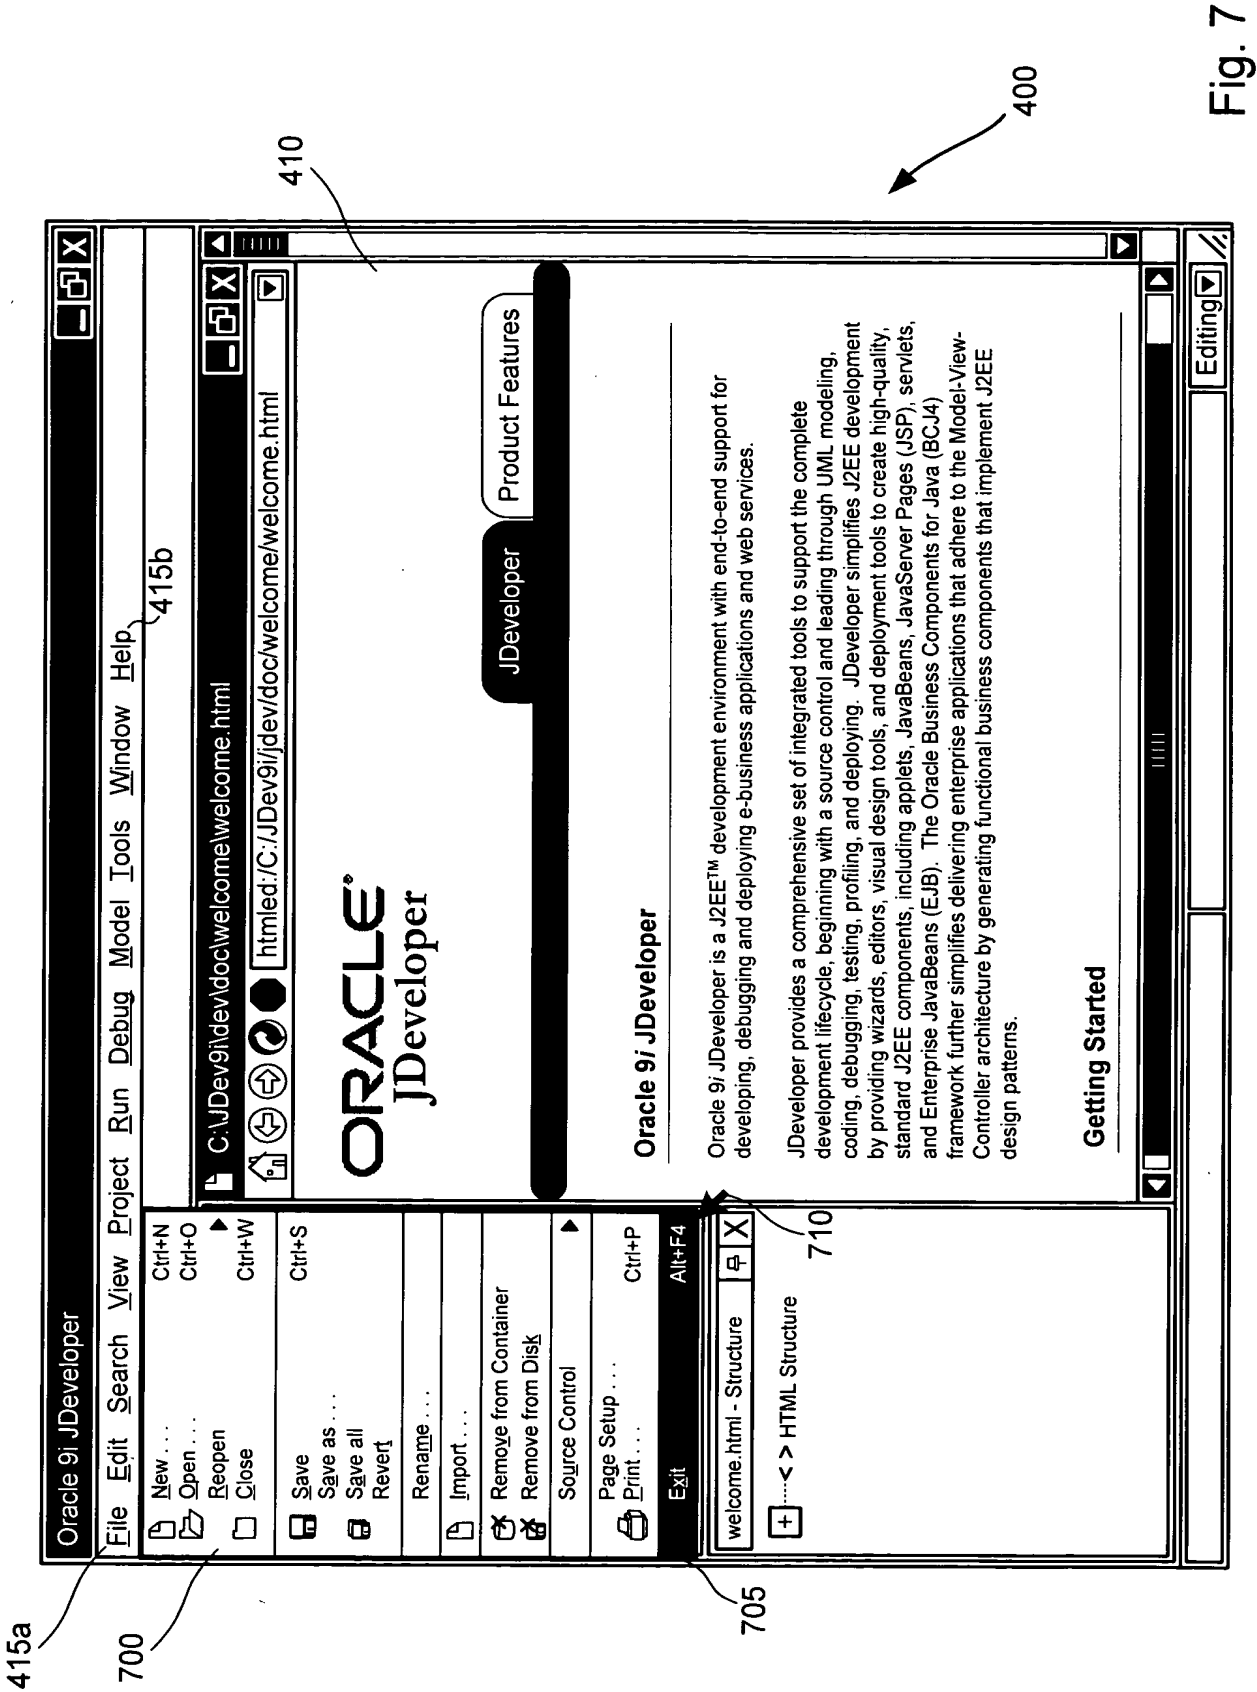 Oracle 9i JDeveloper
File Edit Search View Project Run Debug Model Tools Window Help
415a
415b
700
New . . . Ctrl+N
Open . . . Ctrl+O
Reopen
Close Ctrl+W
Save Ctrl+S
Save as . . .
Save all
Revert
Rename . . .
Import . . .
Remove from Container
Remove from Disk
Source Control
Page Setup . . .
Print . . . Ctrl+P
Exit Alt+F4
705
710
welcome.html - Structure
< > HTML Structure
C:\JDev9i\dev\doc\welcome\welcome.html
htmled:/C:/JDev9i/jdev/doc/welcome/welcome.html
410
ORACLE®
JDeveloper
JDeveloper
Product Features
Oracle 9i JDeveloper
Oracle 9i JDeveloper is a J2EE™ development environment with end-to-end support for
developing, debugging and deploying e-business applications and web services.
JDeveloper provides a comprehensive set of integrated tools to support the complete
development lifecycle, beginning with a source control and leading through UML modeling,
coding, debugging, testing, profiling, and deploying. JDeveloper simplifies J2EE development
by providing wizards, editors, visual design tools, and deployment tools to create high-quality,
standard J2EE components, including applets, JavaBeans, JavaServer Pages (JSP), servlets,
and Enterprise JavaBeans (EJB). The Oracle Business Components for Java (BCJ4)
framework further simplifies delivering enterprise applications that adhere to the Model-View-
Controller architecture by generating functional business components that implement J2EE
design patterns.
Getting Started
Editing
400
Fig. 7